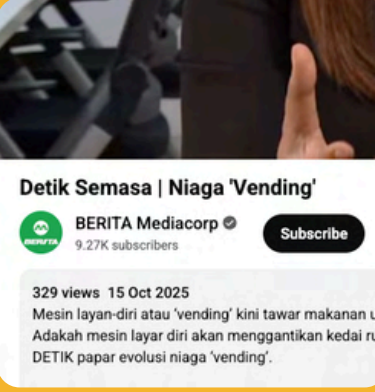 Detik Semasa | Niaga 'Vending'
BERITA
BERITA Mediacorp
9.27K subscribers
Subscribe
329 views 15 Oct 2025
Mesin layan-diri atau 'vending' kini tawar makanan
Adakah mesin layar diri akan menggantikan kedai
DETIK papar evolusi niaga 'vending'.